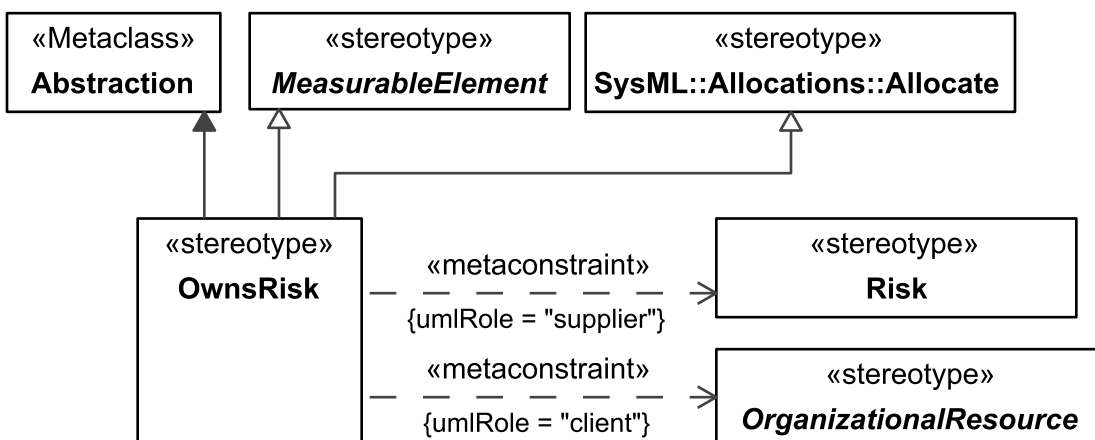 «Metaclass»
Abstraction
«stereotype»
MeasurableElement
«stereotype»
SysML::Allocations::Allocate
«stereotype»
OwnsRisk
«metaconstraint»
{umlRole = "supplier"}
«stereotype»
Risk
«metaconstraint»
{umlRole = "client"}
«stereotype»
OrganizationalResource